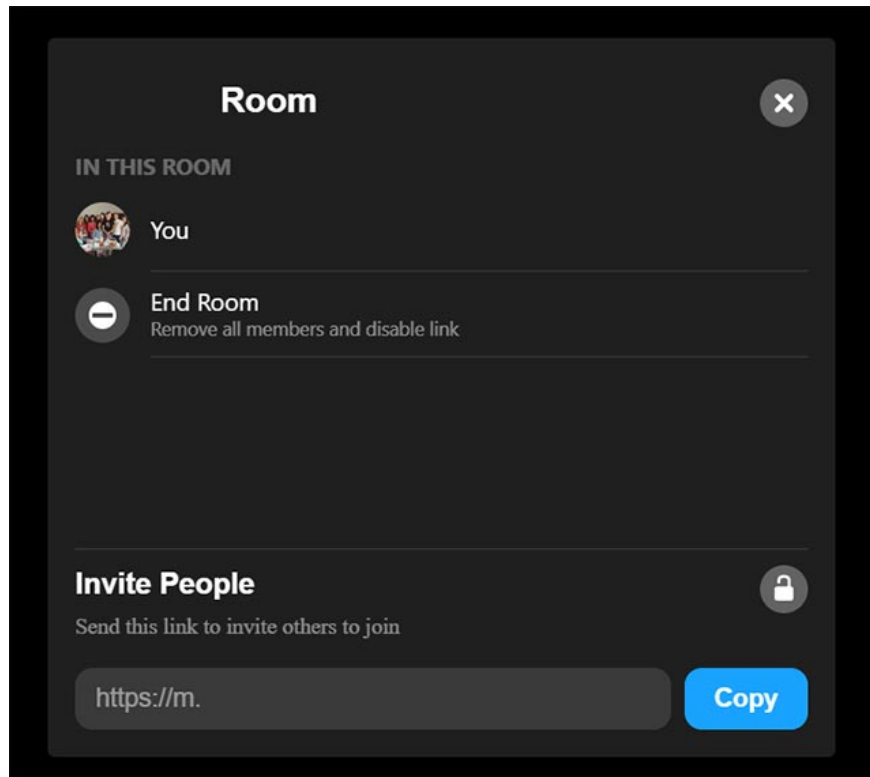 Room
IN THIS ROOM
You
End Room
Remove all members and disable link
Invite People
Send this link to invite others to join
https://m.
Copy